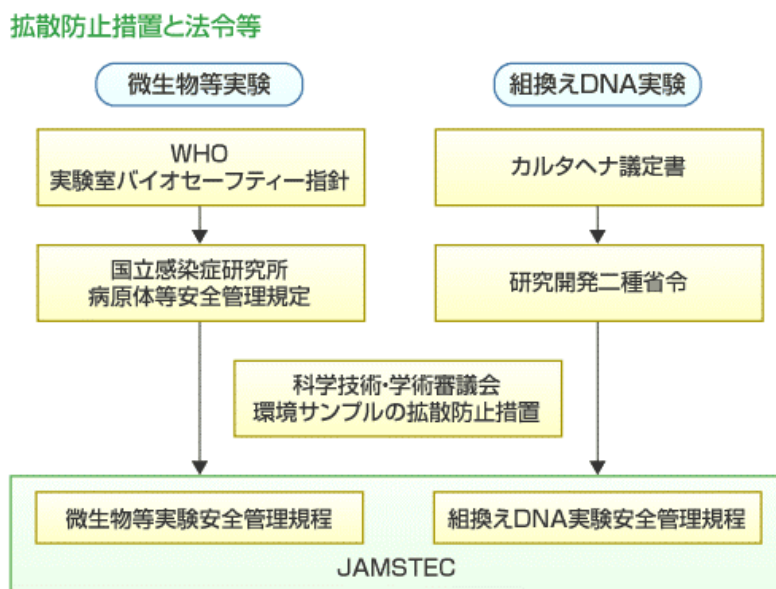 拡散防止措置と法令等
微生物等実験
組換えDNA実験
WHO
実験室バイオセーフティー指針
カルタヘナ議定書
国立感染症研究所
病原体等安全管理規定
研究開発二種省令
科学技術・学術審議会
環境サンプルの拡散防止措置
微生物等実験安全管理規程
組換えDNA実験安全管理規程
JAMSTEC